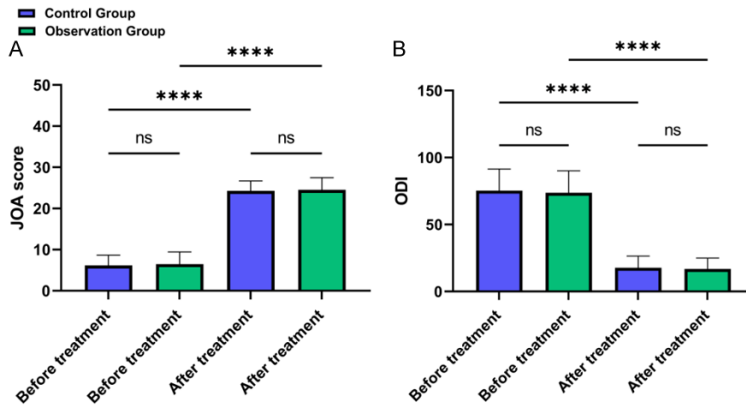 Control Group
Observation Group
A
****
****
ns
ns
50
40
30
20
10
0
JOA score
Before treatment
Before treatment
After treatment
After treatment
B
****
****
ns
ns
150
100
50
0
ODI
Before treatment
Before treatment
After treatment
After treatment